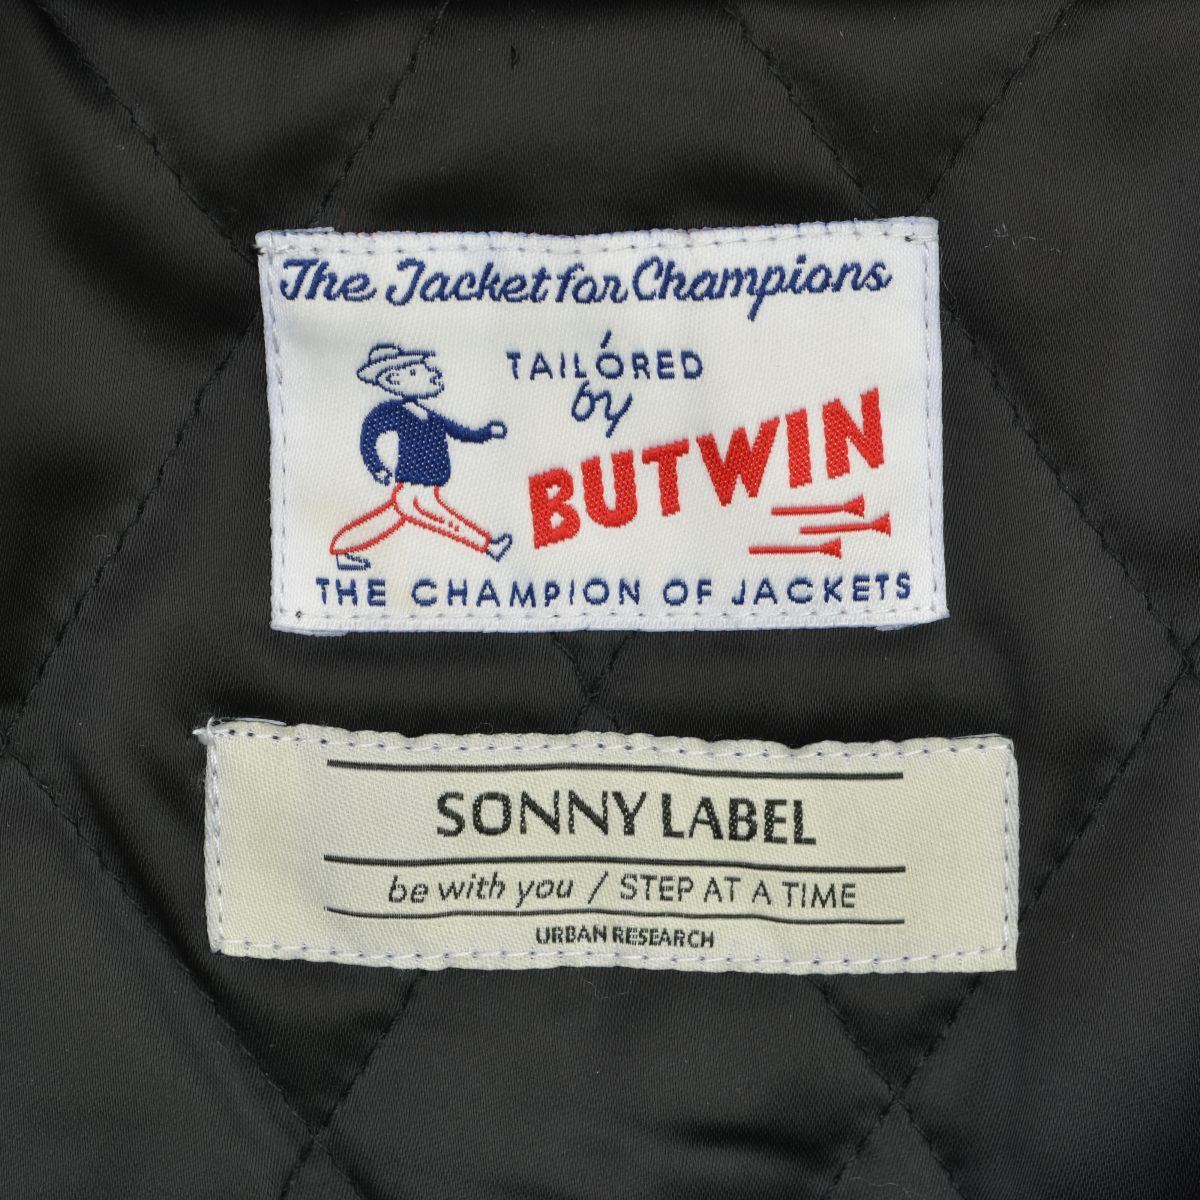 The Jacket for Champions
TAILORED
by
BUTWIN
THE CHAMPION OF JACKETS
SONNY LABEL
be with you / STEP AT A TIME
URBAN RESEARCH